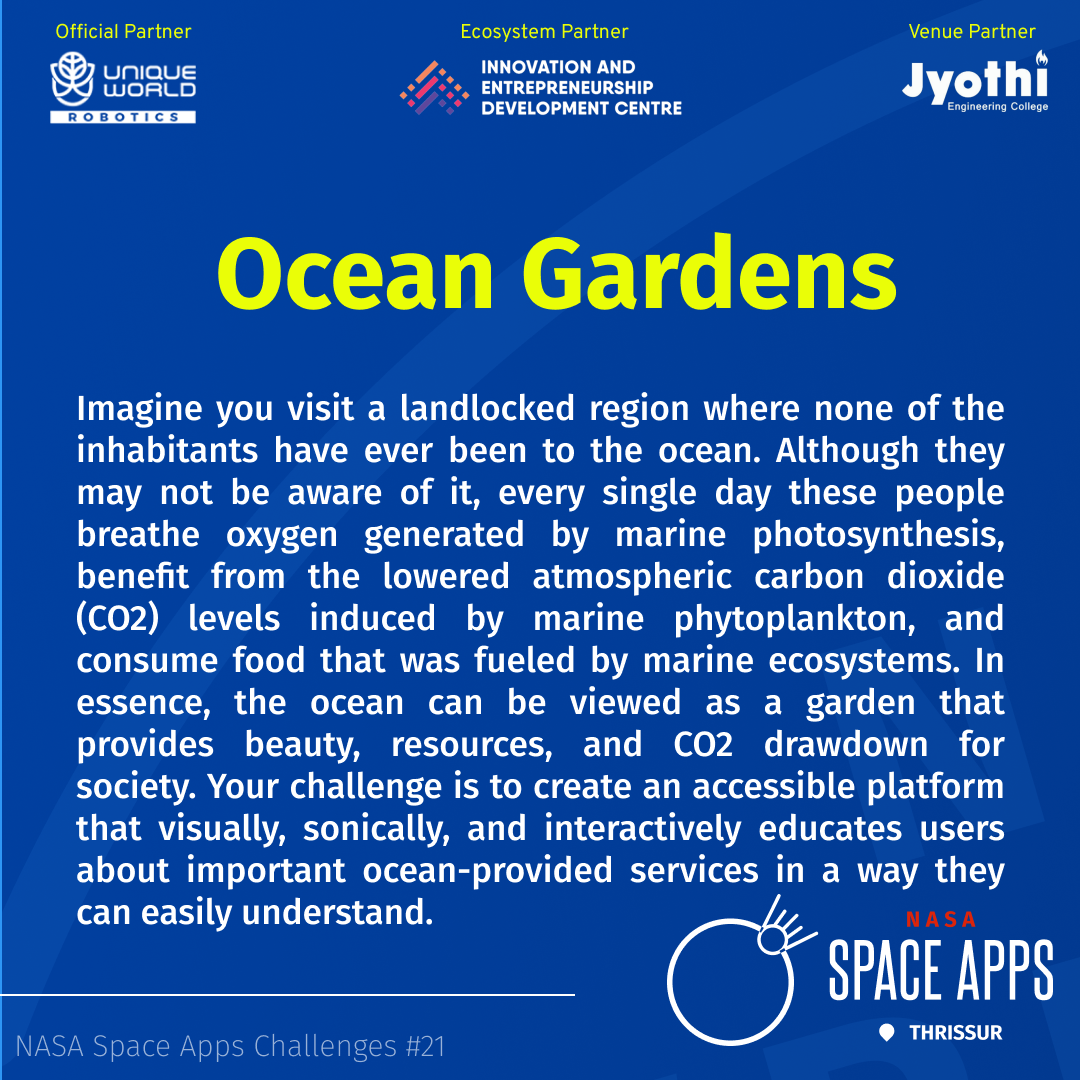 Official Partner
Ecosystem Partner
Venue Partner
UNIQUE
WORLD
ROBOTICS
INNOVATION AND
ENTREPRENEURSHIP
DEVELOPMENT CENTRE
Jyothi
Engineering College
Ocean Gardens
Imagine you visit a landlocked region where none of the
inhabitants have ever been to the ocean. Although they
may not be aware of it, every single day these people
breathe oxygen generated by marine photosynthesis,
benefit from the lowered atmospheric carbon dioxide
(CO2) levels induced by marine phytoplankton, and
consume food that was fueled by marine ecosystems. In
essence, the ocean can be viewed as a garden that
provides beauty, resources, and CO2 drawdown for
society. Your challenge is to create an accessible platform
that visually, sonically, and interactively educates users
about important ocean-provided services in a way they
can easily understand.
NASA
SPACE APPS
THRISSUR
NASA Space Apps Challenges #21